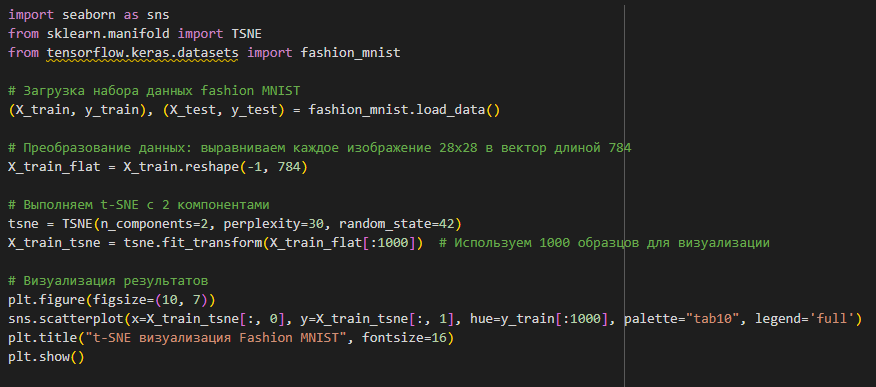 import seaborn as sns
from sklearn.manifold import TSNE
from tensorflow.keras.datasets import fashion_mnist
# Загрузка набора данных fashion MNIST
(X_train, y_train), (X_test, y_test) = fashion_mnist.load_data()
# Преобразование данных: выравниваем каждое изображение 28x28 в вектор длиной 784
X_train_flat = X_train.reshape(-1, 784)
# Выполняем t-SNE с 2 компонентами
tsne = TSNE(n_components=2, perplexity=30, random_state=42)
X_train_tsne = tsne.fit_transform(X_train_flat[:1000])  # Используем 1000 образцов для визуализации
# Визуализация результатов
plt.figure(figsize=(10, 7))
sns.scatterplot(x=X_train_tsne[:, 0], y=X_train_tsne[:, 1], hue=y_train[:1000], palette="tab10", legend='full')
plt.title("t-SNE визуализация Fashion MNIST", fontsize=16)
plt.show()